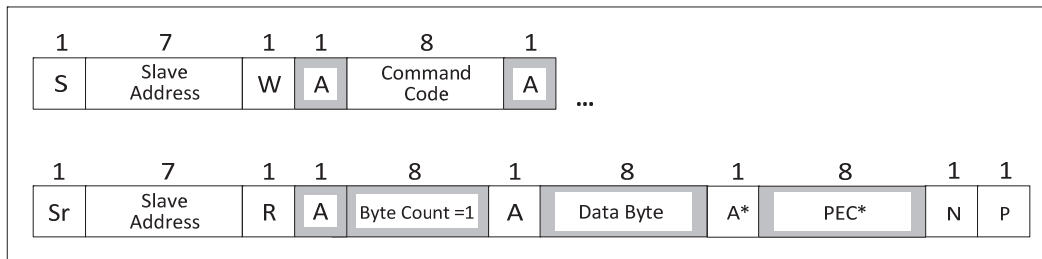 1 7 1 1 8 1
S Slave Address W A Command Code A ...
1 7 1 1 8 1 8 1 8 1 1
Sr Slave Address R A Byte Count =1 A Data Byte A* PEC* N P